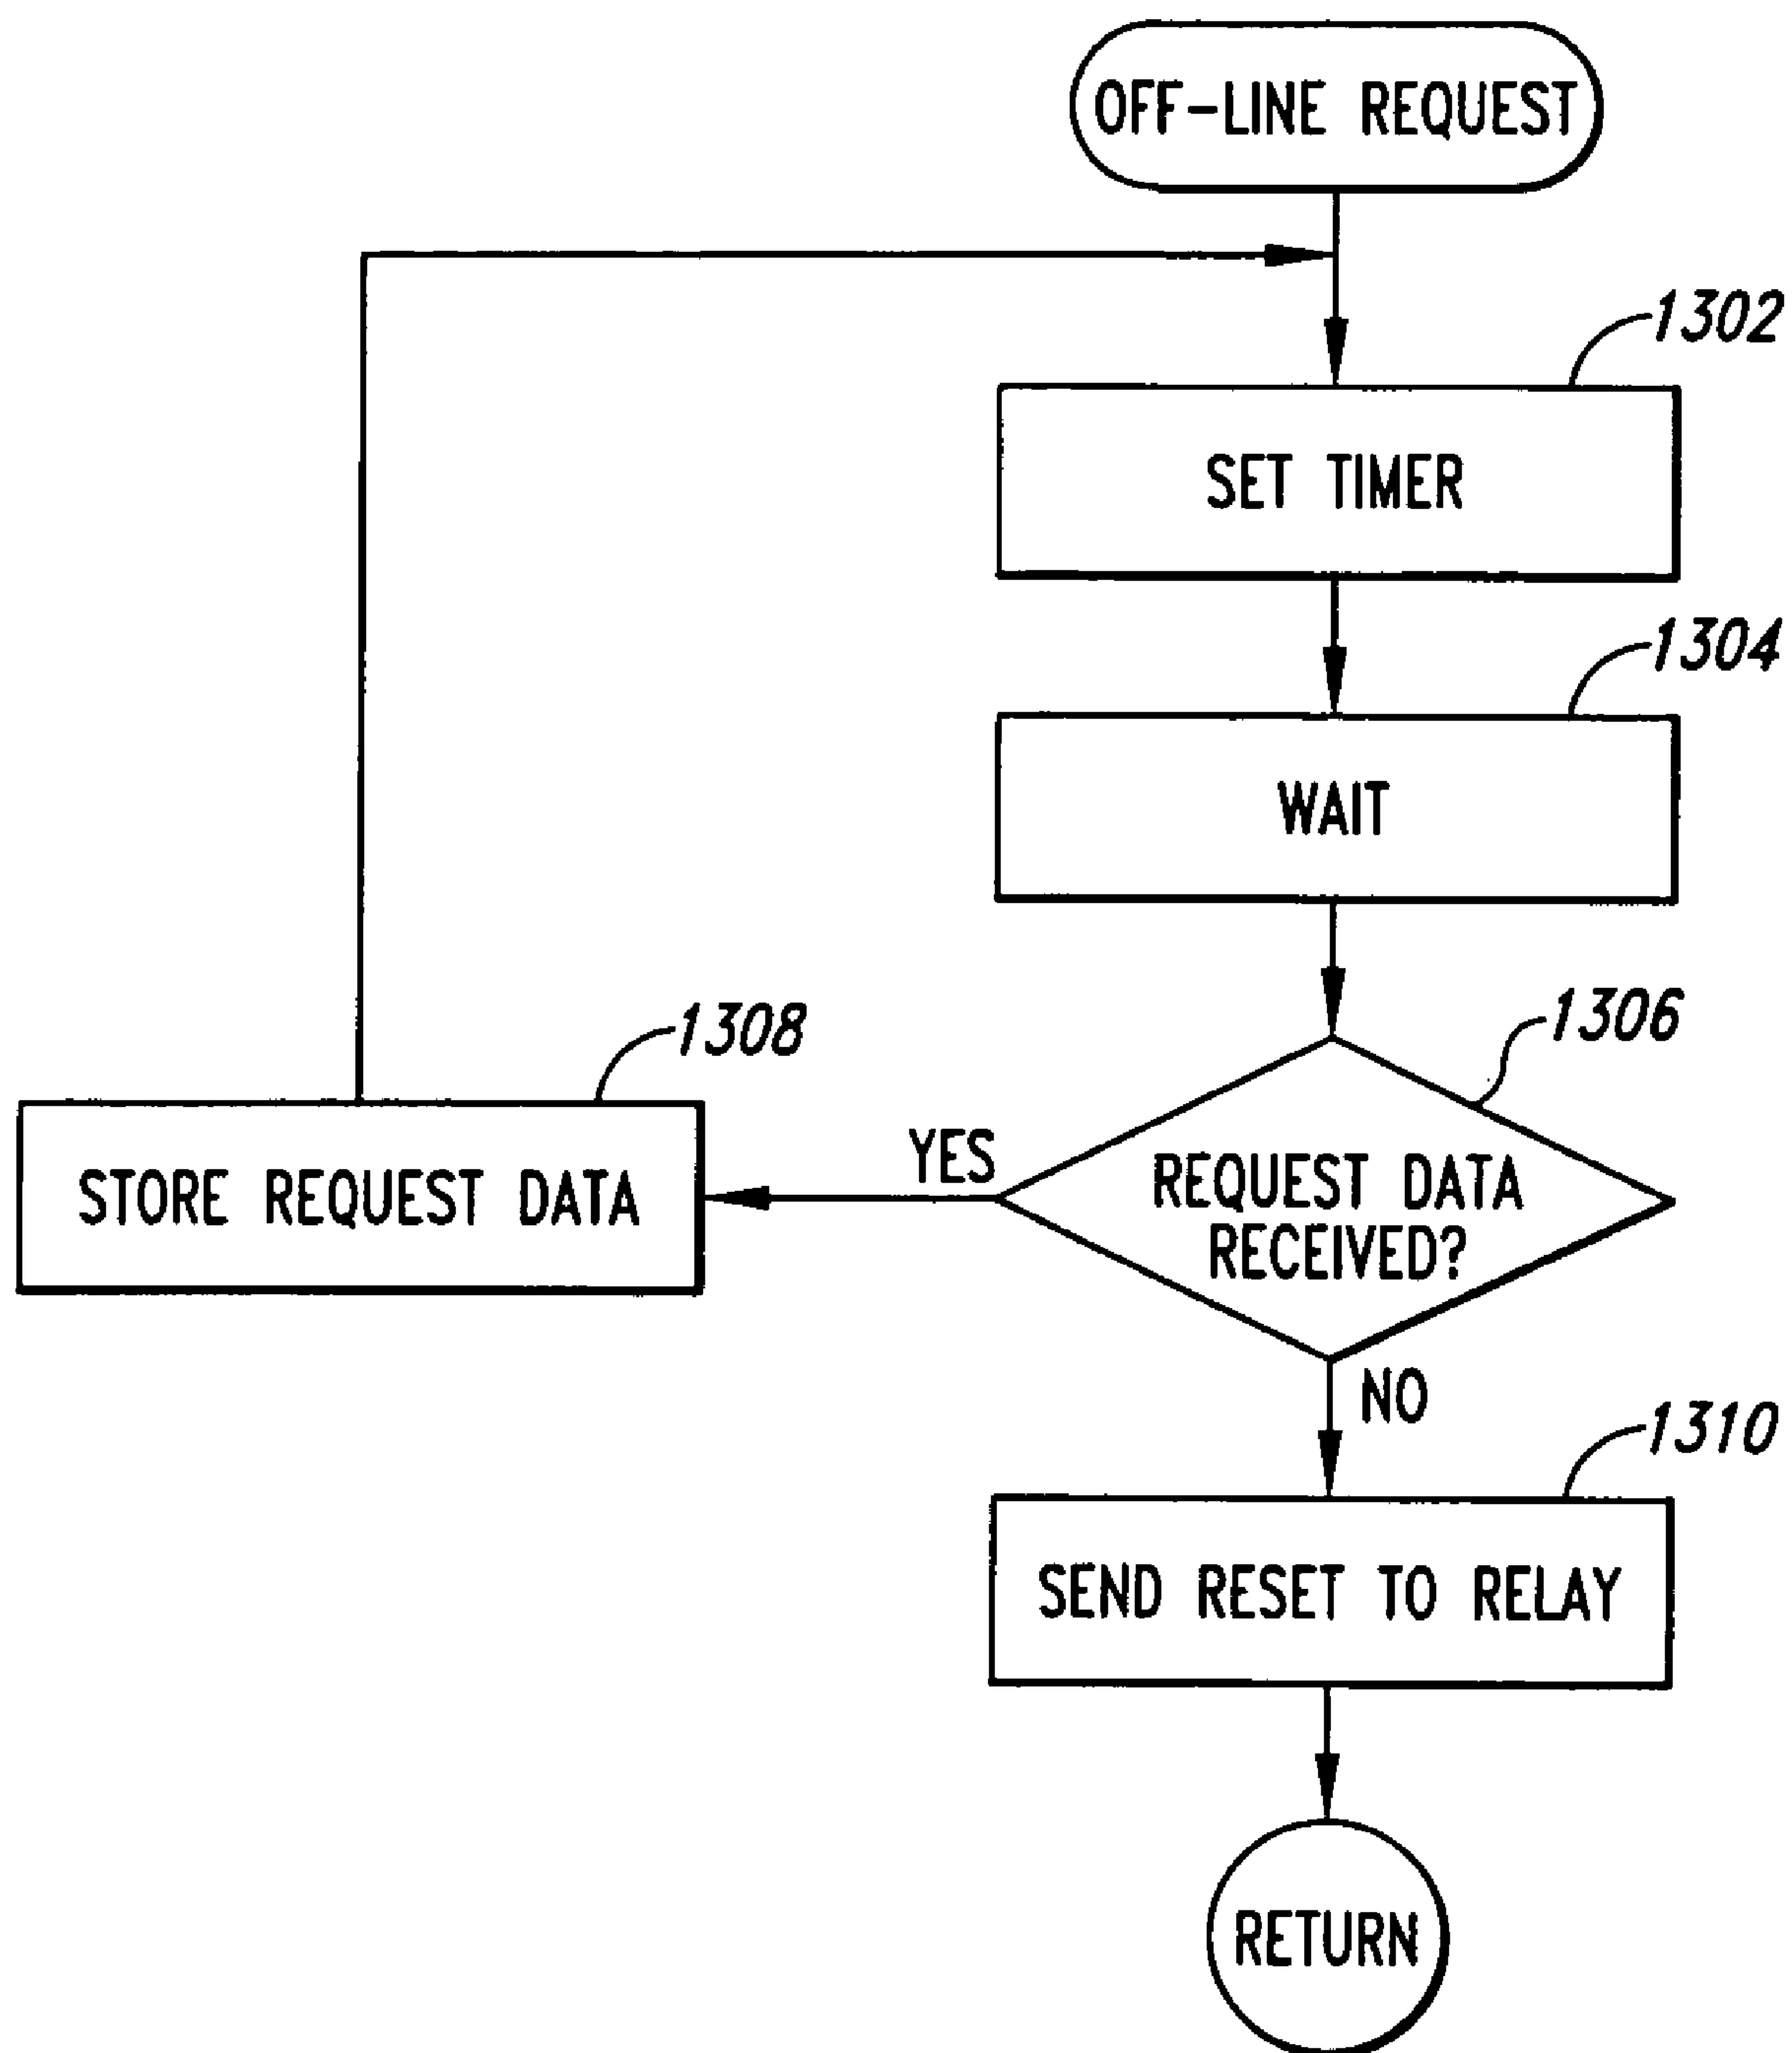 OFF-LINE REQUEST
1302
SET TIMER
1304
WAIT
1306
1308
YES
REQUEST DATA
RECEIVED?
STORE REQUEST DATA
NO
1310
SEND RESET TO RELAY
RETURN